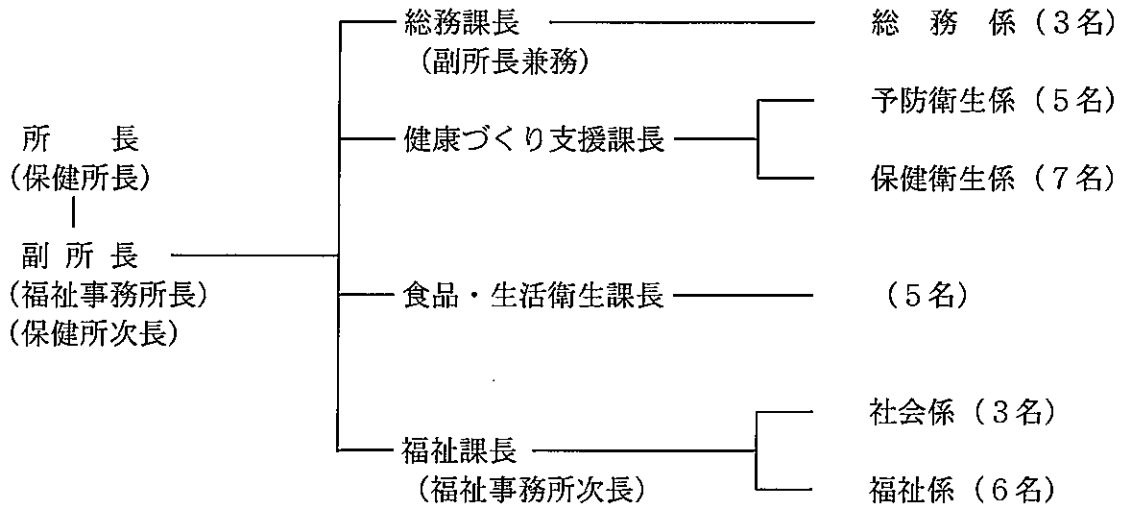 総務課長
総　務　係（３名）
（副所長兼務）
予防衛生係（５名）
所　　長
健康づくり支援課長
（保健所長）
保健衛生係（７名）
副 所 長
（福祉事務所長）
食品・生活衛生課長
（５名）
（保健所次長）
社会係（３名）
福祉課長
（福祉事務所次長）
福祉係（６名）